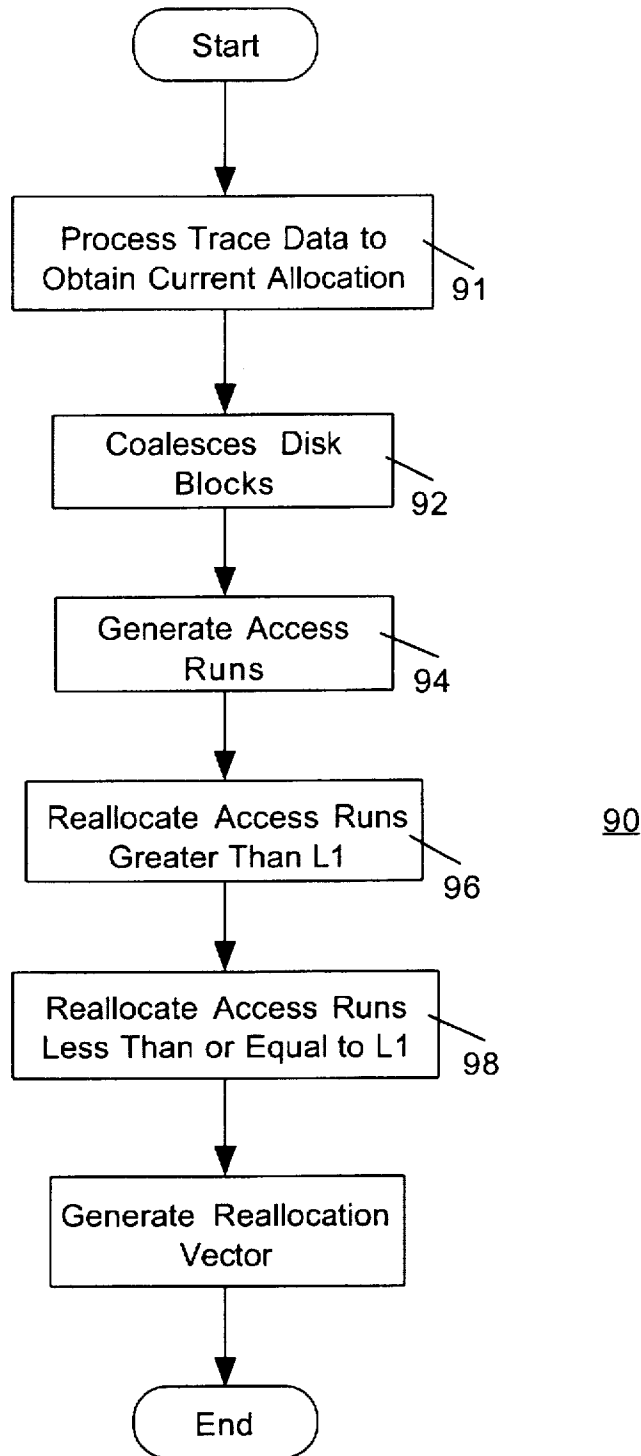 Start
Process Trace Data to
Obtain Current Allocation
91
Coalesces Disk
Blocks
92
Generate Access
Runs
94
Reallocate Access Runs
Greater Than L1
96
90
Reallocate Access Runs
Less Than or Equal to L1
98
Generate Reallocation
Vector
End